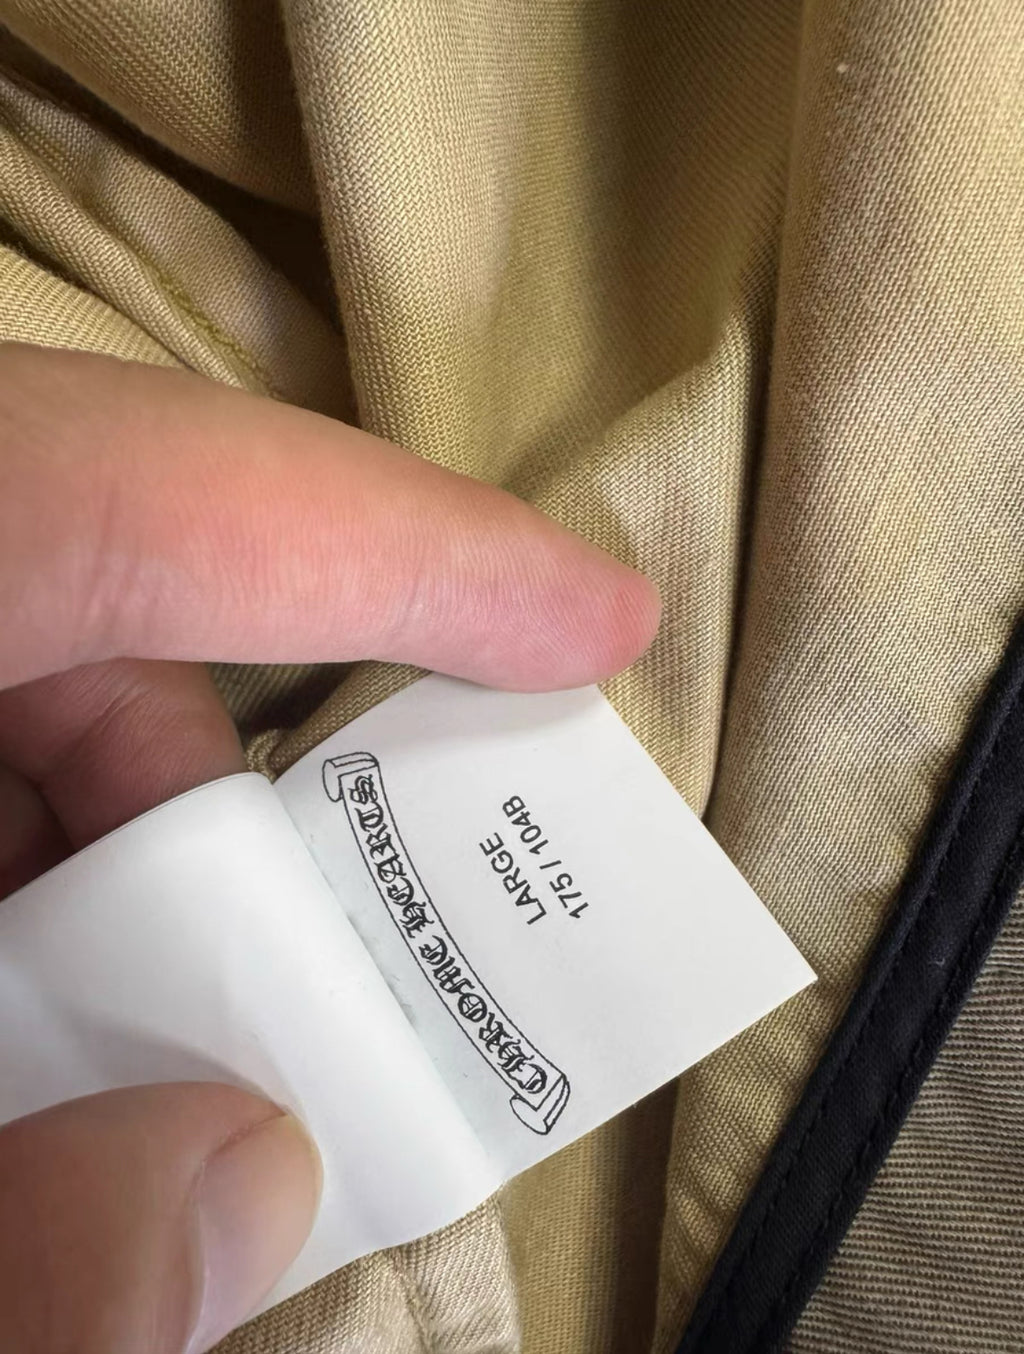 CHROME HEARTS
LARGE
175 / 104B